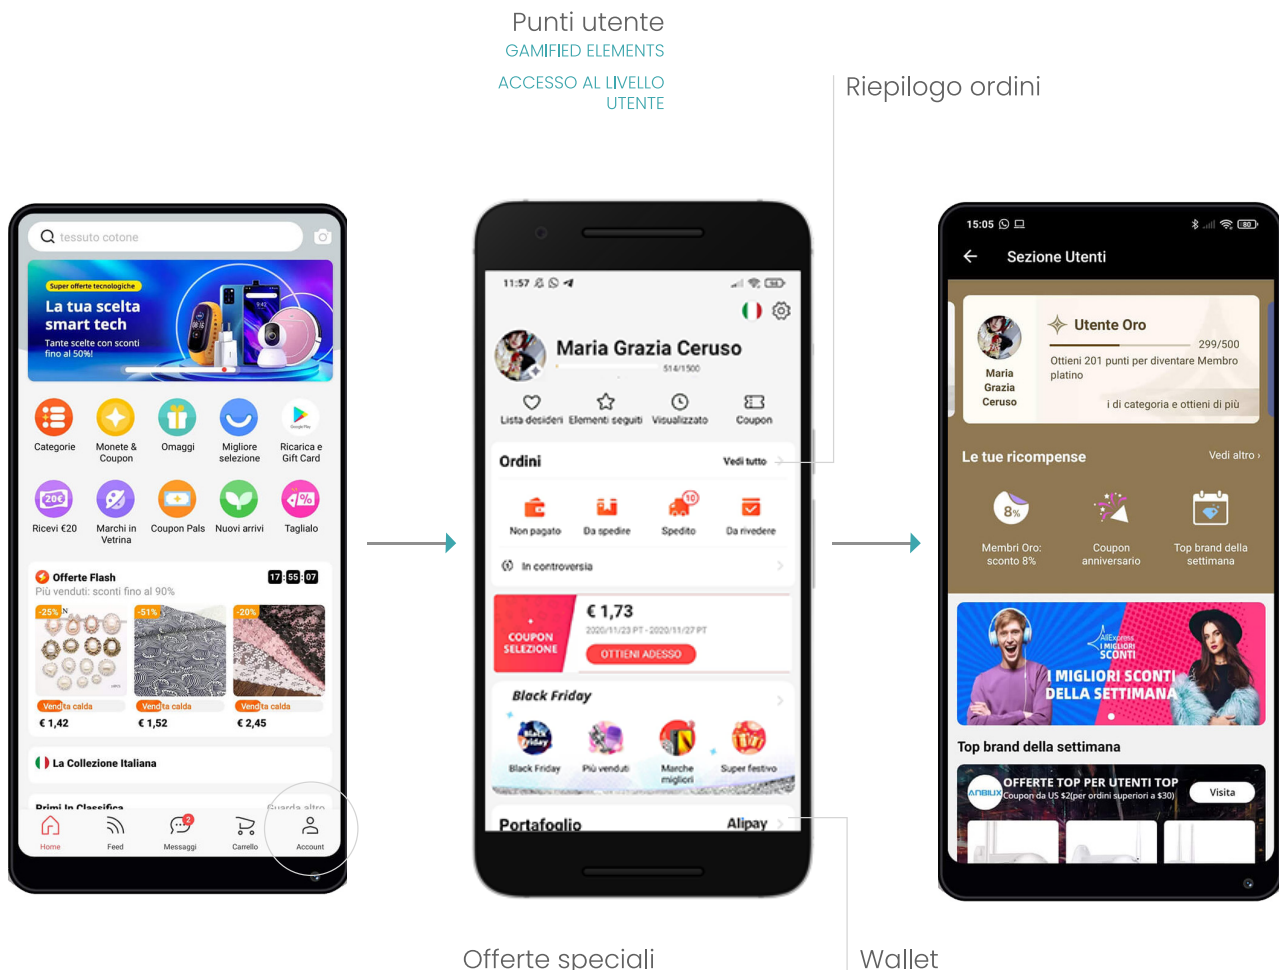 Punti utente
GAMIFIED ELEMENTS
ACCESSO AL LIVELLO
UTENTE
Riepilogo ordini
tessuto cotone
Super offerte tecnologiche
La tua scelta
smart tech
Tante scelte con sconti
fino al 50%!
Categorie
Monete &
Coupon
Omaggi
Migliore
selezione
Google Play
Ricarica e
Gift Card
20€
Ricevi €20
Marchi in
Vetrina
Coupon Pals
Nuovi arrivi
%
Taglialo
Offerte Flash
17:55:07
Più venduti: sconti fino al 90%
-25%
-51%
-20%
Vendita calda
Vendita calda
Vendita calda
€ 1,42
€ 1,52
€ 2,45
La Collezione Italiana
Primi In Classifica
Guarda altro
2
Home
Feed
Messaggi
Carrello
Account
11:57
Maria Grazia Ceruso
514/1500
Lista desideri
Elementi seguiti
Visualizzato
Coupon
Ordini
Vedi tutto
10
Non pagato
Da spedire
Spedito
Da rivedere
In controversia
COUPON
SELEZIONE
€ 1,73
2020/11/23 PT - 2020/11/27 PT
OTTIENI ADESSO
Black Friday
Black
Friday
Black Friday
Più venduti
Marche
migliori
Super festivo
Portafoglio
Alipay
15:05
80
Sezione Utenti
Utente Oro
299/500
Ottieni 201 punti per diventare Membro
platino
Maria
Grazia
Ceruso
i di categoria e ottieni di più
Le tue ricompense
Vedi altro
8%
Membri Oro:
sconto 8%
Coupon
anniversario
Top brand della
settimana
AliExpress
I MIGLIORI
SCONTI
I MIGLIORI SCONTI
DELLA SETTIMANA
Top brand della settimana
ANBIUX
OFFERTE TOP PER UTENTI TOP
Coupon da US $2(per ordini superiori a $30)
Visita
Offerte speciali
Wallet